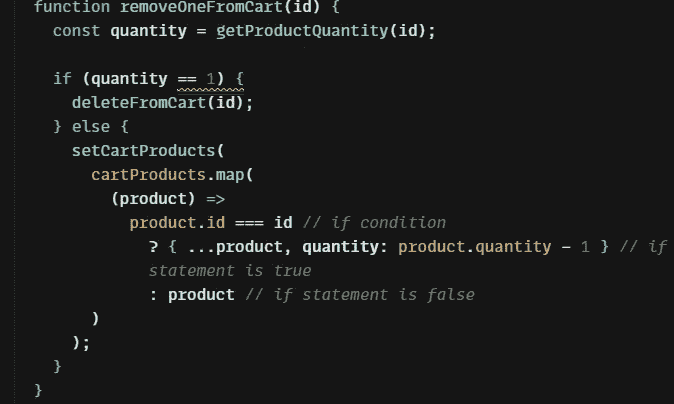 function removeOneFromCart(id) {
const quantity = getProductQuantity(id);
if (quantity == 1) {
deleteFromCart(id);
} else {
setCartProducts(
cartProducts.map(
(product) =>
product.id === id // if condition
? { ...product, quantity: product.quantity - 1 } // if
statement is true
: product // if statement is false
)
);
}
}